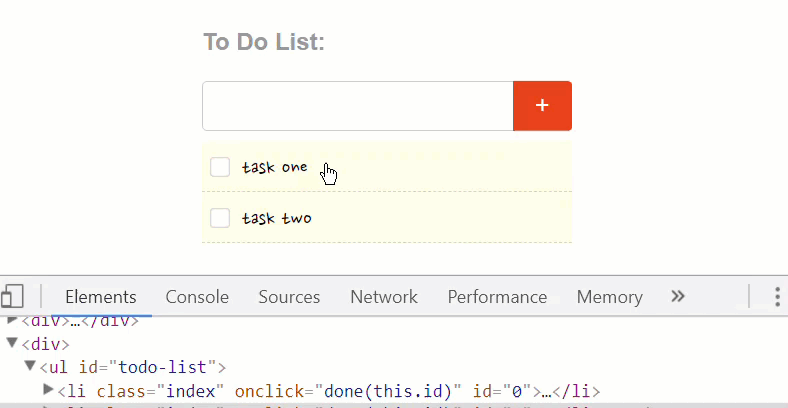 To Do List:
+
task one
task two
Elements Console Sources Network Performance Memory »
<div>…</div>
<div>
<ul id="todo-list">
<li class="index" onclick="done(this.id)" id="0">…</li>